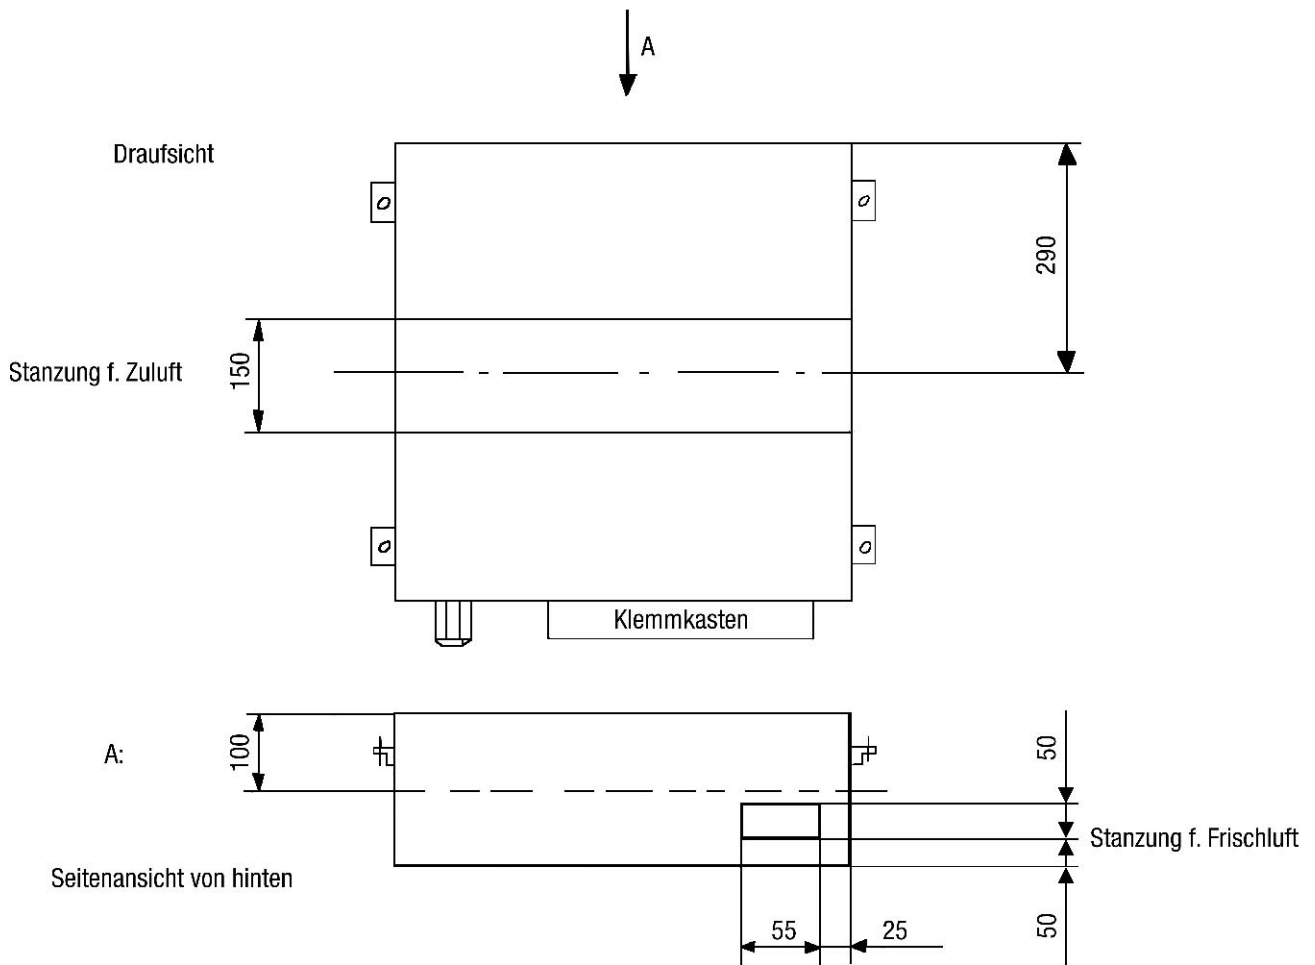 A
Draufsicht
290
Stanzung f. Zuluft
150
Klemmkasten
A:
100
50
Stanzung f. Frischluft
Seitenansicht von hinten
55
25
50